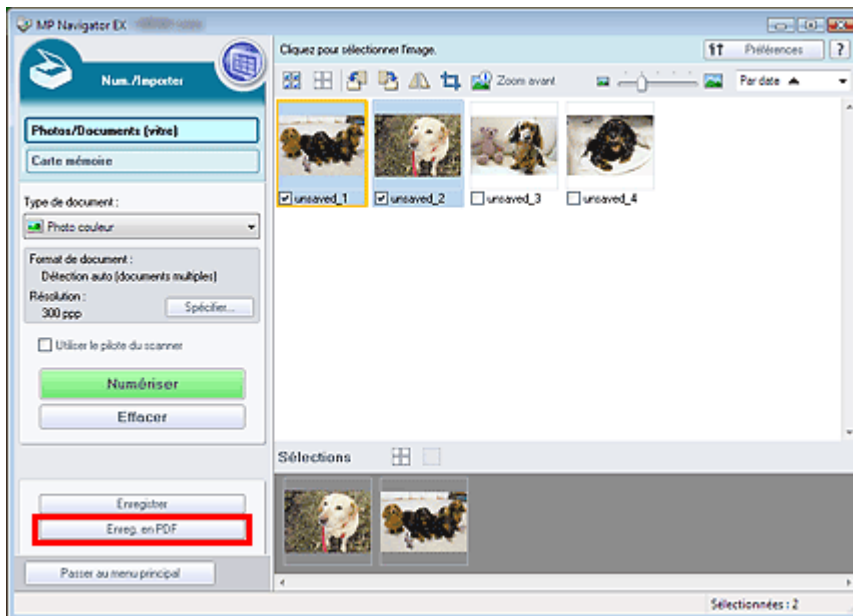 MP Navigator EX
Num./Importer
Photos/Documents (vitre)
Carte mémoire
Type de document :
Photo couleur
Format de document :
Détection auto (documents multiples)
Résolution :
300 ppp
Spécifier...
Utiliser le pilote du scanner
Numériser
Effacer
Enregistrer
Enreg. en PDF
Passer au menu principal
Cliquez pour sélectionner l'image.
Préférences
?
Zoom avant
Par date
unsaved_1
unsaved_2
unsaved_3
unsaved_4
Sélections
Sélectionnées : 2